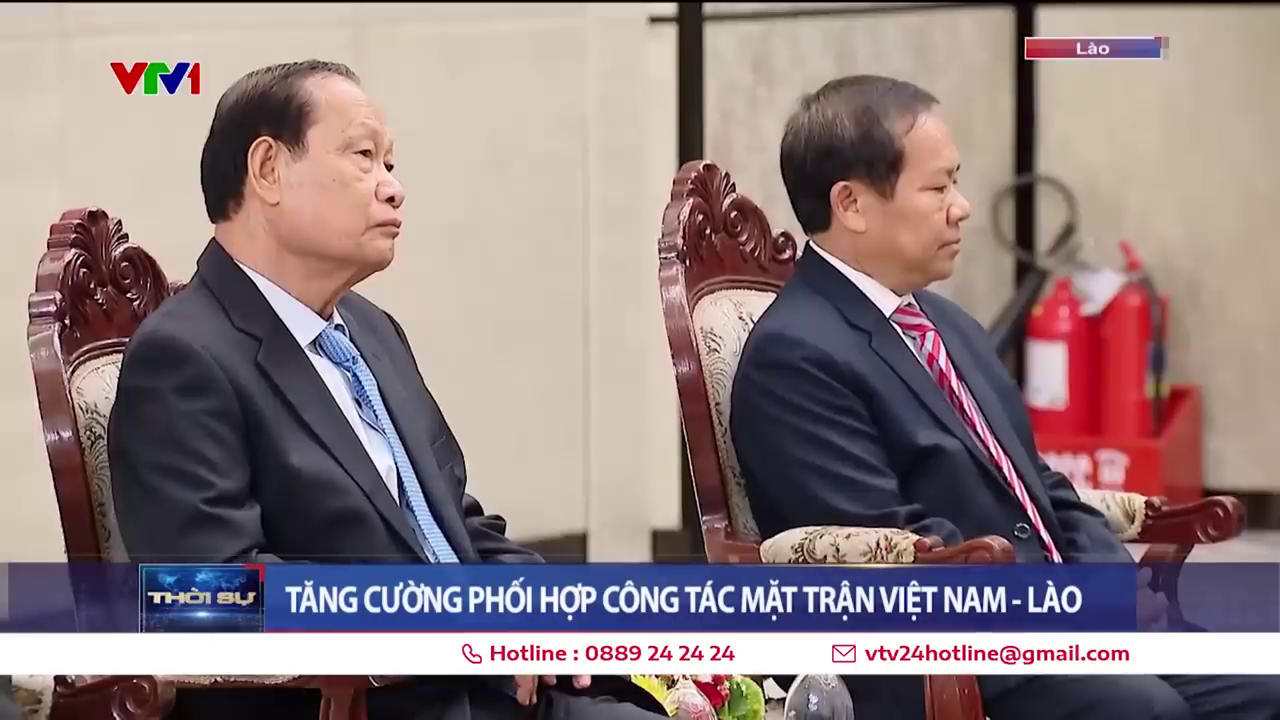 VTV1
Lào
THỜI SỰ
TĂNG CƯỜNG PHỐI HỢP CÔNG TÁC MẶT TRẬN VIỆT NAM - LÀO
Hotline : 0889 24 24 24
vtv24hotline@gmail.com